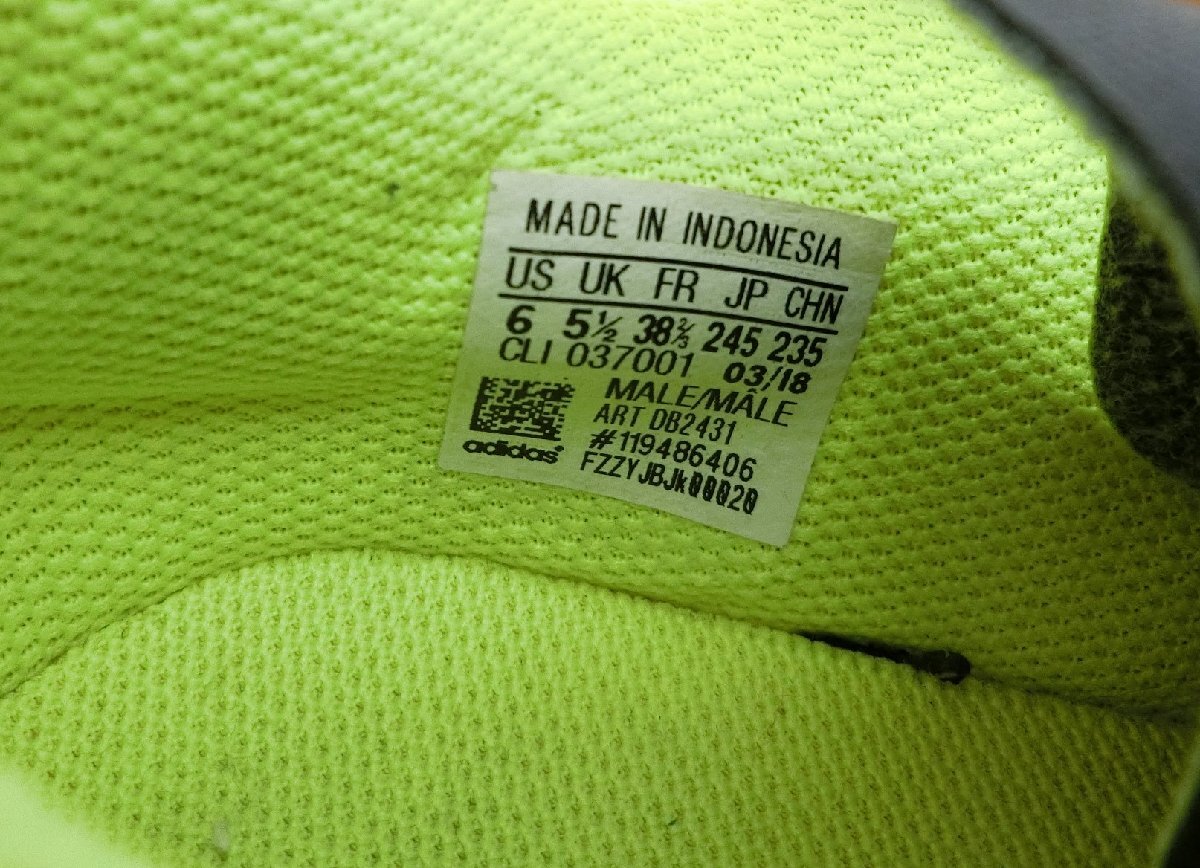 MADE IN INDONESIA
US UK FR JP CHN
6 5½ 38⅔ 245 235
CLI 037001 03/18
MALE/MÂLE
ART DB2431
#119486406
adidas
FZZYJBJk00020